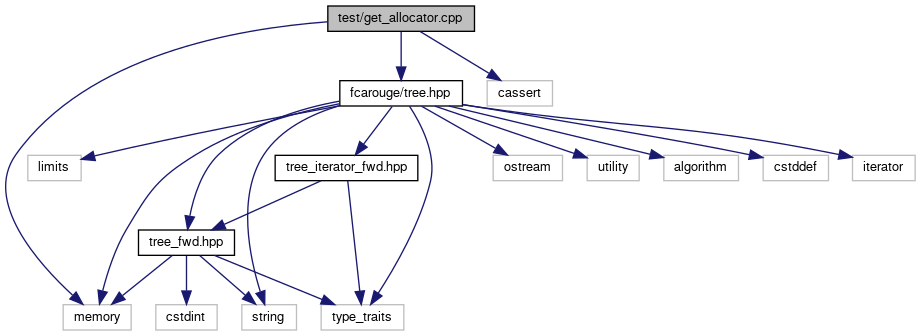 test/get_allocator.cpp
fcarouge/tree.hpp
cassert
limits
tree_iterator_fwd.hpp
ostream
utility
algorithm
cstddef
iterator
tree_fwd.hpp
memory
cstdint
string
type_traits